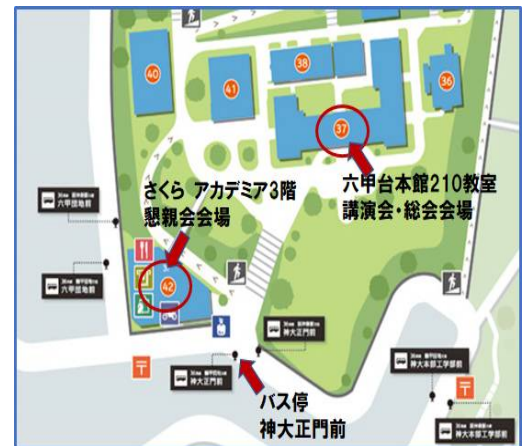 40
41
38
36
37
さくら アカデミア3階
懇親会会場
六甲台本館210教室
講演会・総会会場
六甲団地前
六甲団地前
42
神大正門前
神大正門前
バス停
神大正門前
神大本部工学部前
神大本部工学部前